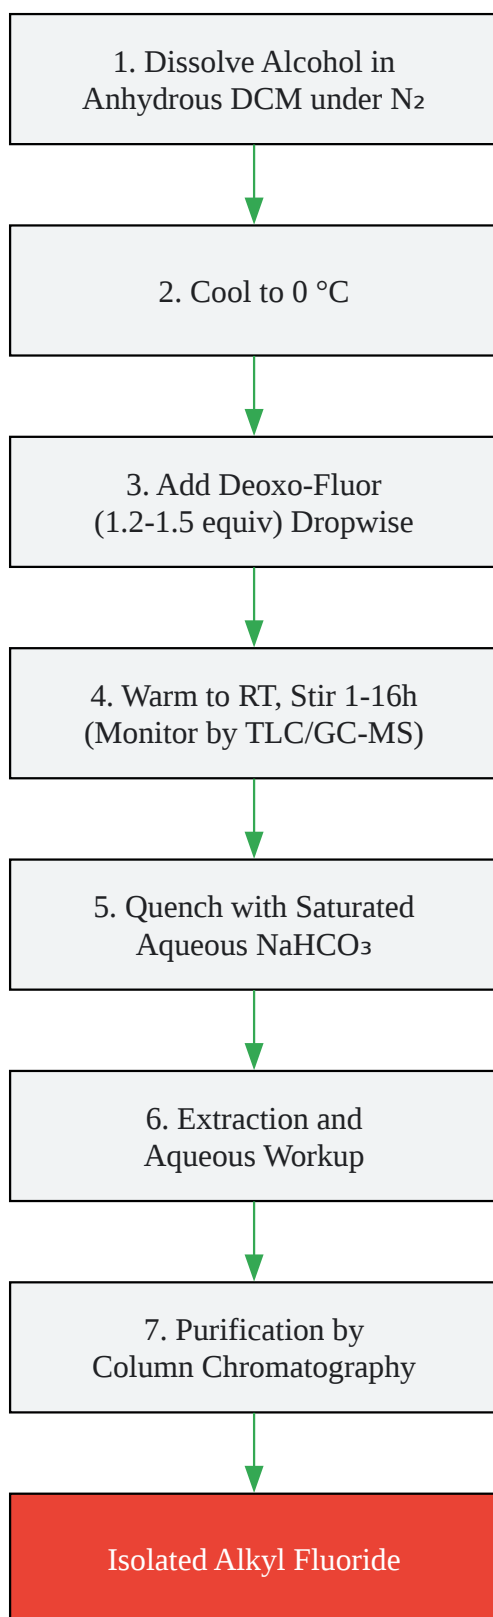 1. Dissolve Alcohol in
Anhydrous DCM under N₂
2. Cool to 0 °C
3. Add Deoxo-Fluor
(1.2-1.5 equiv) Dropwise
4. Warm to RT, Stir 1-16h
(Monitor by TLC/GC-MS)
5. Quench with Saturated
Aqueous NaHCO₃
6. Extraction and
Aqueous Workup
7. Purification by
Column Chromatography
Isolated Alkyl Fluoride